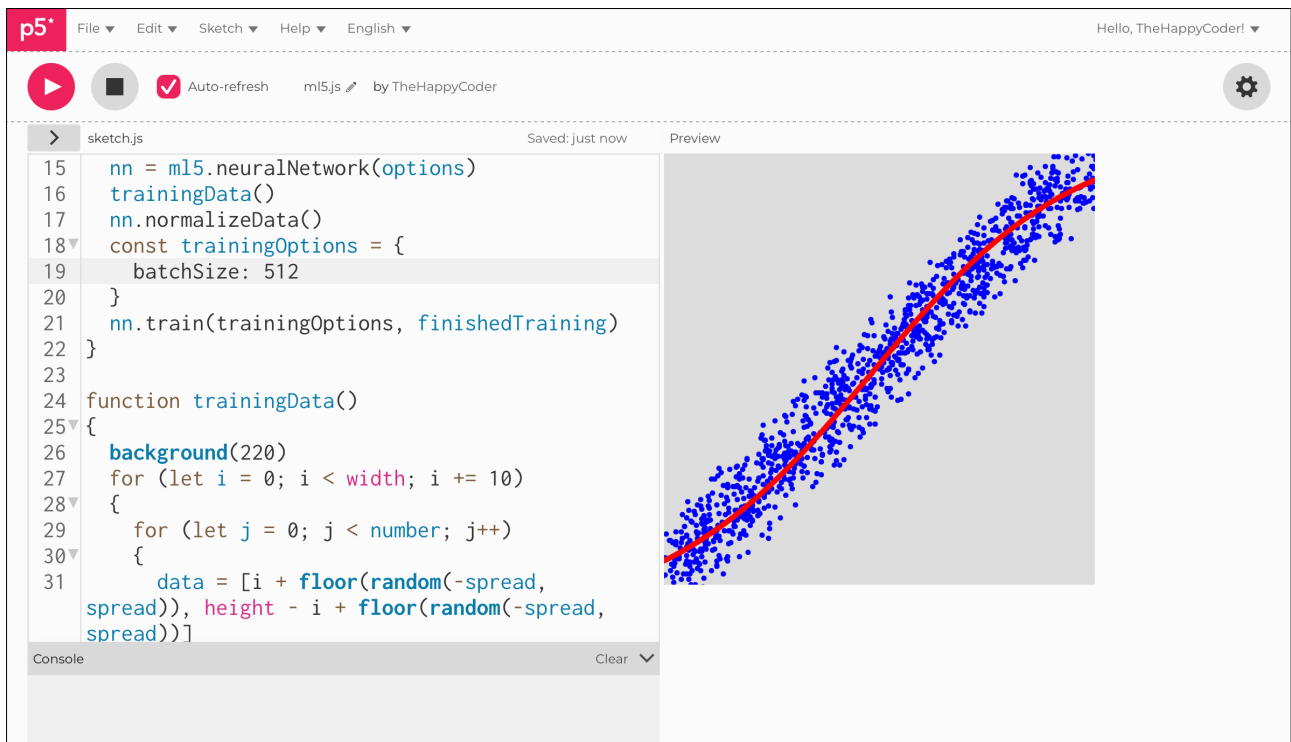 p5* File Edit Sketch Help English Hello, TheHappyCoder!
Auto-refresh ml5.js by TheHappyCoder
sketch.js Saved: just now Preview
15 nn = ml5.neuralNetwork(options)
16 trainingData()
17 nn.normalizeData()
18 const trainingOptions = {
19 batchSize: 512
20 }
21 nn.train(trainingOptions, finishedTraining)
22 }
23
24 function trainingData()
25 {
26 background(220)
27 for (let i = 0; i < width; i += 10)
28 {
29 for (let j = 0; j < number; j++)
30 {
31 data = [i + floor(random(-spread,
spread)), height - i + floor(random(-spread,
spread))]
Console Clear